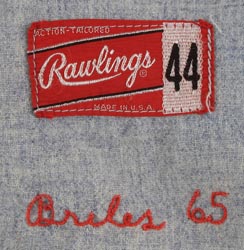 ACTION-TAILORED
Rawlings®
44
MADE IN U.S.A.
Briles 65